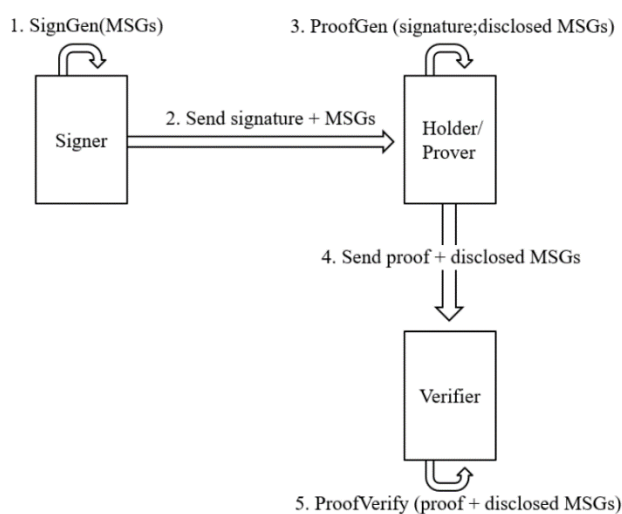 1. SignGen(MSGs)
3. ProofGen (signature;disclosed MSGs)
2. Send signature + MSGs
Signer
Holder/
Prover
4. Send proof + disclosed MSGs
Verifier
5. ProofVerify (proof + disclosed MSGs)